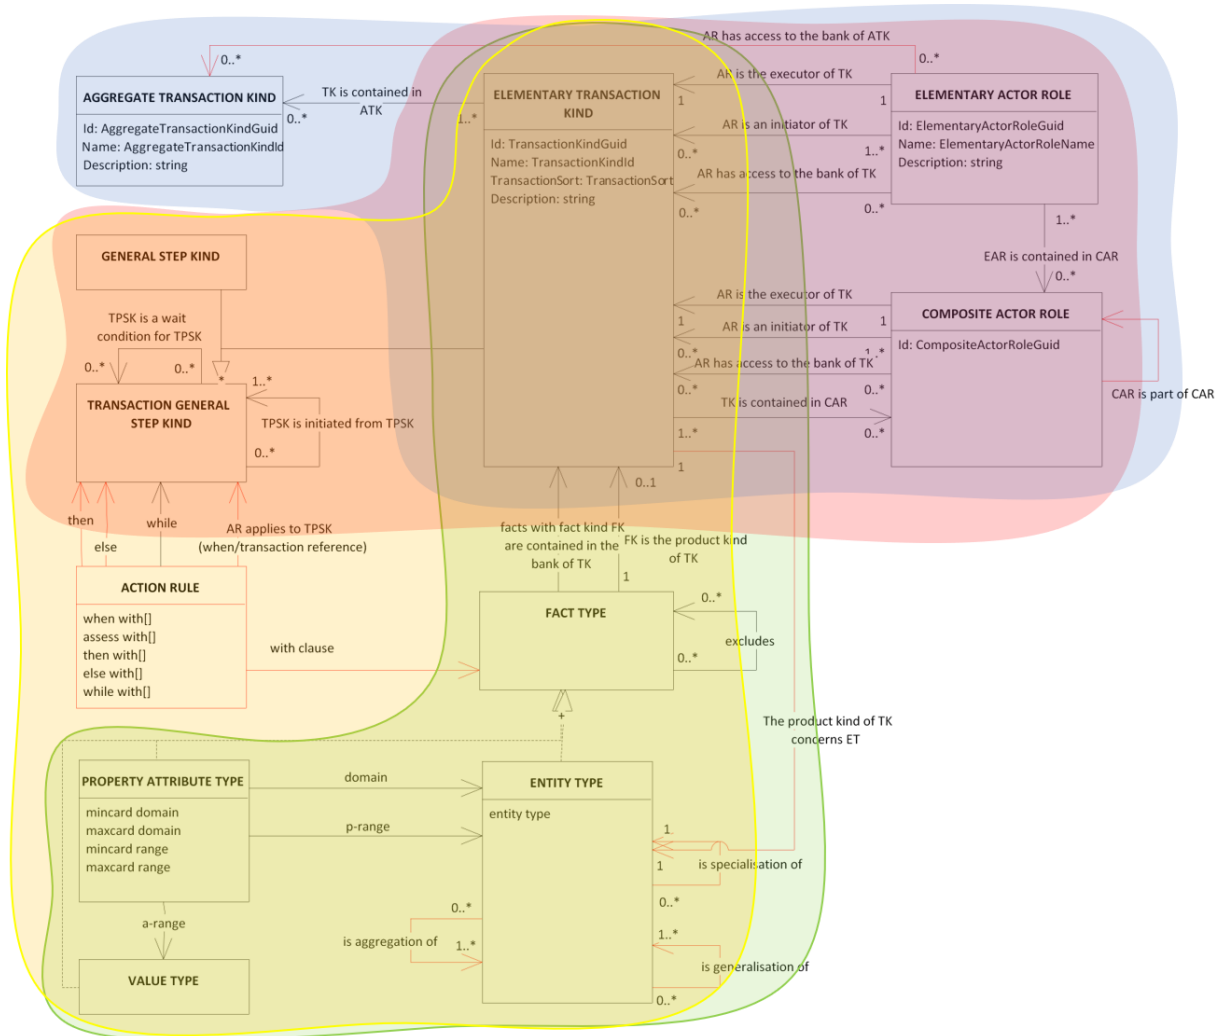 AR has access to the bank of ATK
0..*
0..*
AGGREGATE TRANSACTION KIND
Id: AggregateTransactionKindGuid
Name: AggregateTransactionKindId
Description: string
TK is contained in
ATK
0..*
1..*
ELEMENTARY TRANSACTION
KIND
Id: TransactionKindGuid
Name: TransactionKindId
TransactionSort: TransactionSort
Description: string
AR is the executor of TK
1
1
AR is an initiator of TK
0..*
1..*
AR has access to the bank of TK
0..*
0..*
ELEMENTARY ACTOR ROLE
Id: ElementaryActorRoleGuid
Name: ElementaryActorRoleName
Description: string
1..*
EAR is contained in CAR
0..*
GENERAL STEP KIND
TPSK is a wait
condition for TPSK
0..*
0..*
*
1..*
TRANSACTION GENERAL
STEP KIND
TPSK is initiated from TPSK
0..*
AR is the executor of TK
1
1
AR is an initiator of TK
0..*
1..*
AR has access to the bank of TK
0..*
0..*
TK is contained in CAR
1..*
0..*
1
COMPOSITE ACTOR ROLE
Id: CompositeActorRoleGuid
CAR is part of CAR
0..1
then
else
while
AR applies to TPSK
(when/transaction reference)
facts with fact kind FK
are contained in the
bank of TK
FK is the product kind
of TK
1
ACTION RULE
when with[]
assess with[]
then with[]
else with[]
while with[]
with clause
FACT TYPE
0..*
excludes
0..*
+
The product kind of TK
concerns ET
PROPERTY ATTRIBUTE TYPE
mincard domain
maxcard domain
mincard range
maxcard range
domain
p-range
ENTITY TYPE
entity type
1.
1
is specialisation of
0..*
0..*
is aggregation of
1..*
1..*
is generalisation of
0..*
a-range
VALUE TYPE